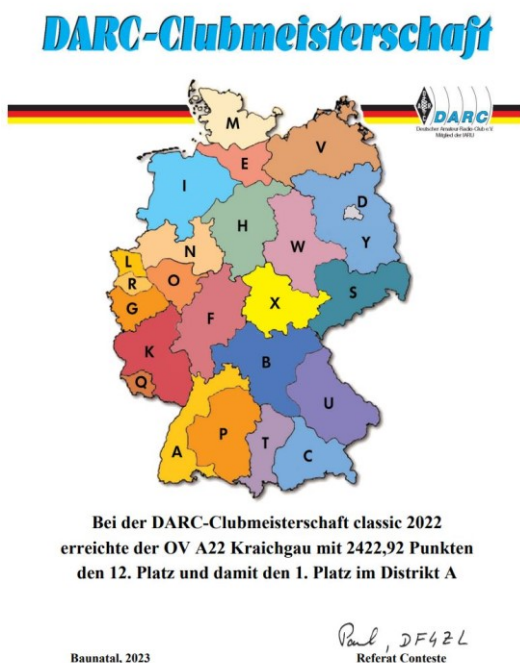 DARC-Clubmeisterschaft
DARC
Deutscher Amateur-Radio-Club e.V.
Mitglied der IARU
M
V
E
I
D
H
W
Y
N
L
R
O
G
X
S
F
K
B
Q
U
P
A
T
C
Bei der DARC-Clubmeisterschaft classic 2022
erreichte der OV A22 Kraichgau mit 2422,92 Punkten
den 12. Platz und damit den 1. Platz im Distrikt A
Paul, DF4ZL
Baunatal, 2023 Referat Conteste